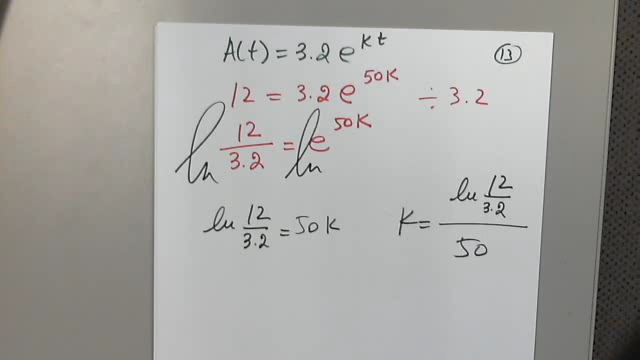 A(t) = 3.2 e^{kt} (13)
12 = 3.2 e^{50K} ÷ 3.2
ln 12/3.2 = ln e^{50K}
ln 12/3.2 = 50K K = (ln 12/3.2)/50